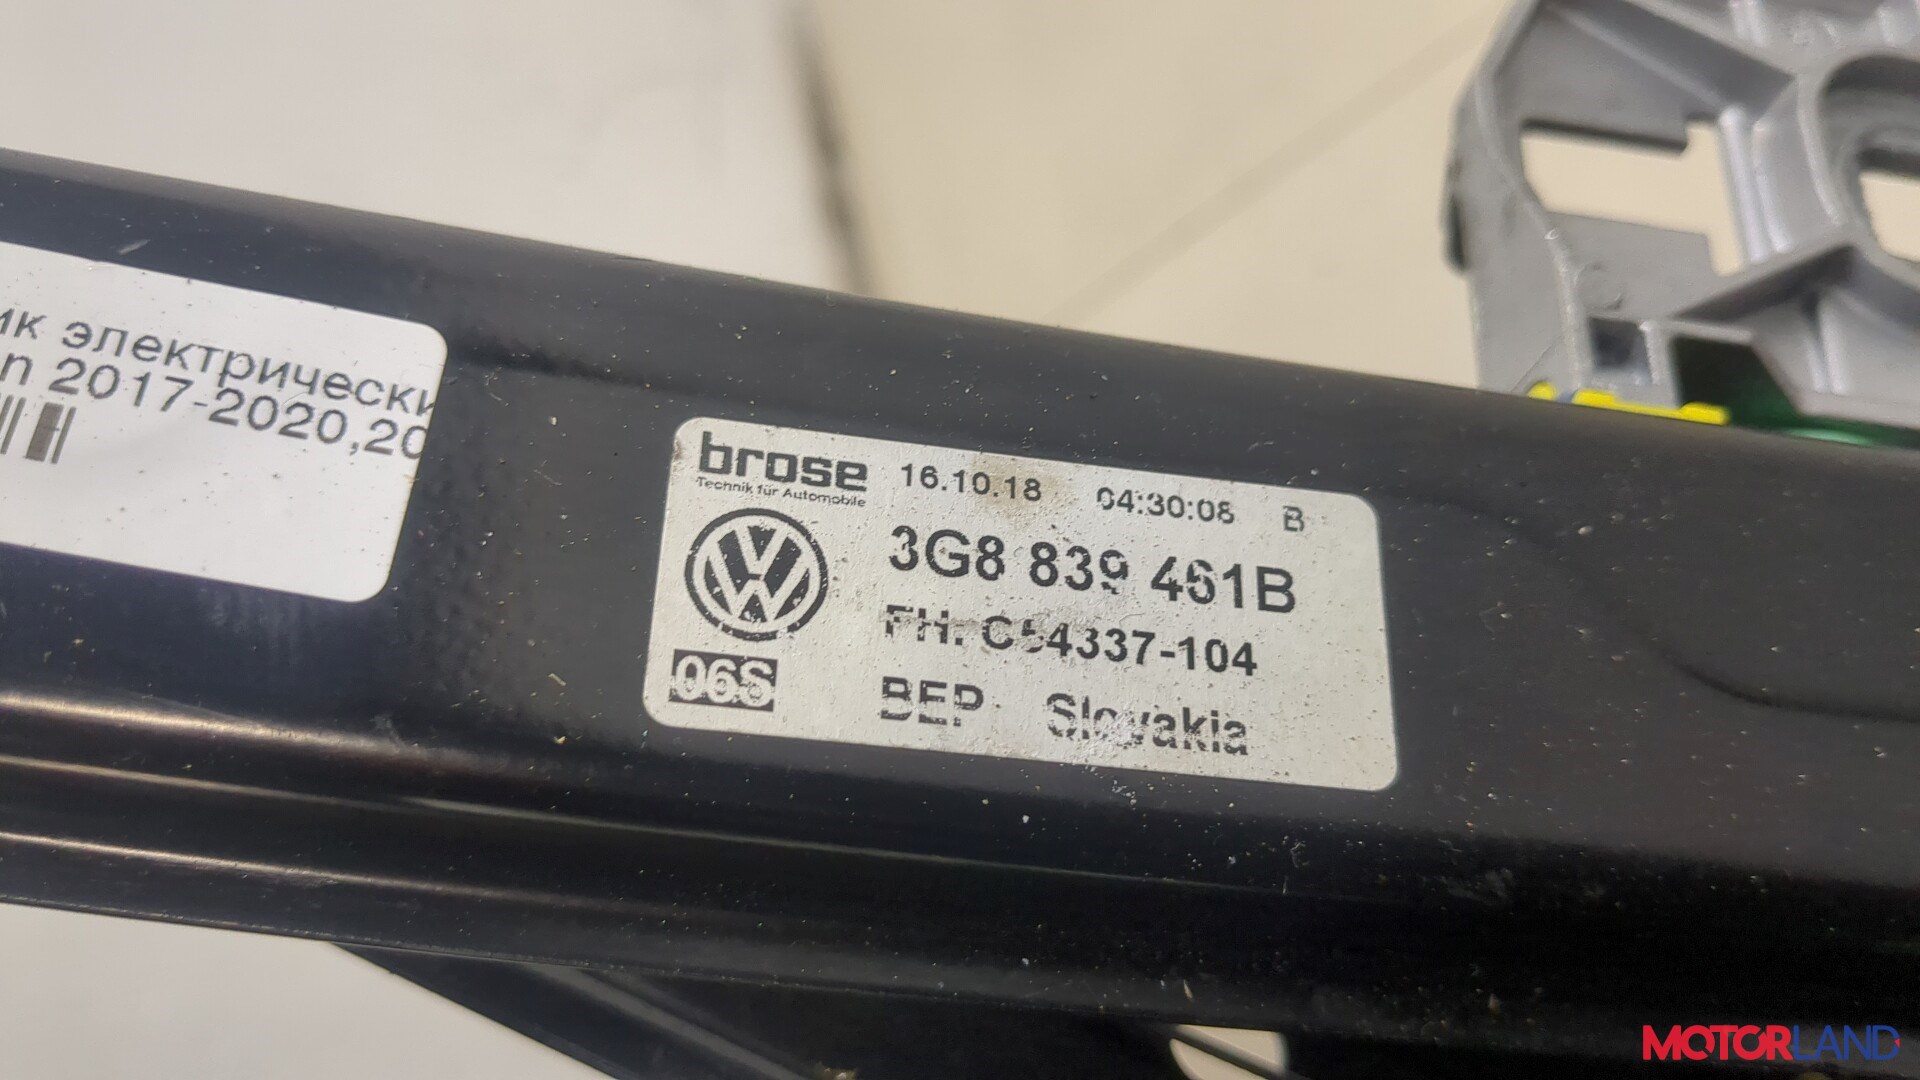 ик электрически
n 2017-2020,20
brose 16.10.18 04:30:08 B
Technik für Automobile
3G8 839 461B
FH. C54337-104
06S BEP Slovakia
MOTORLAND